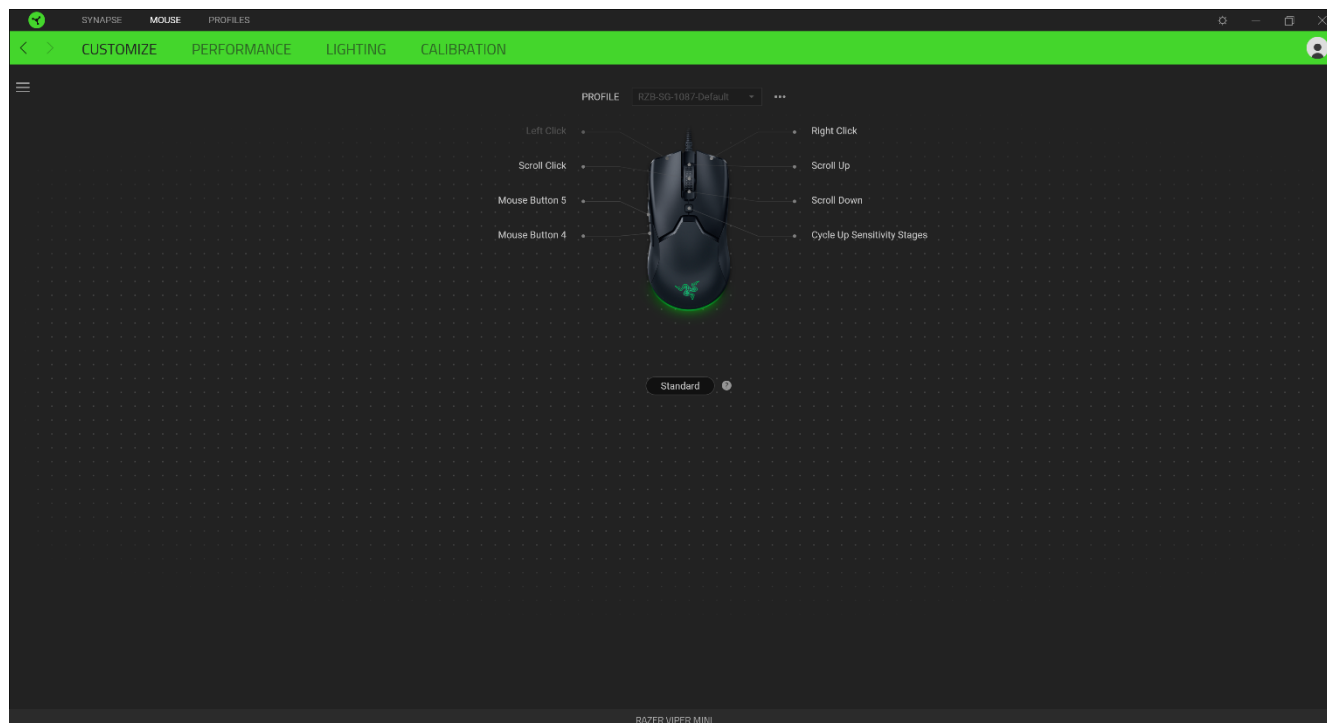 SYNAPSE MOUSE PROFILES
CUSTOMIZE PERFORMANCE LIGHTING CALIBRATION
PROFILE RZB-SG-1087-Default
Left Click Right Click
Scroll Click Scroll Up
Mouse Button 5 Scroll Down
Mouse Button 4 Cycle Up Sensitivity Stages
Standard ?
RAZER VIPER MINI